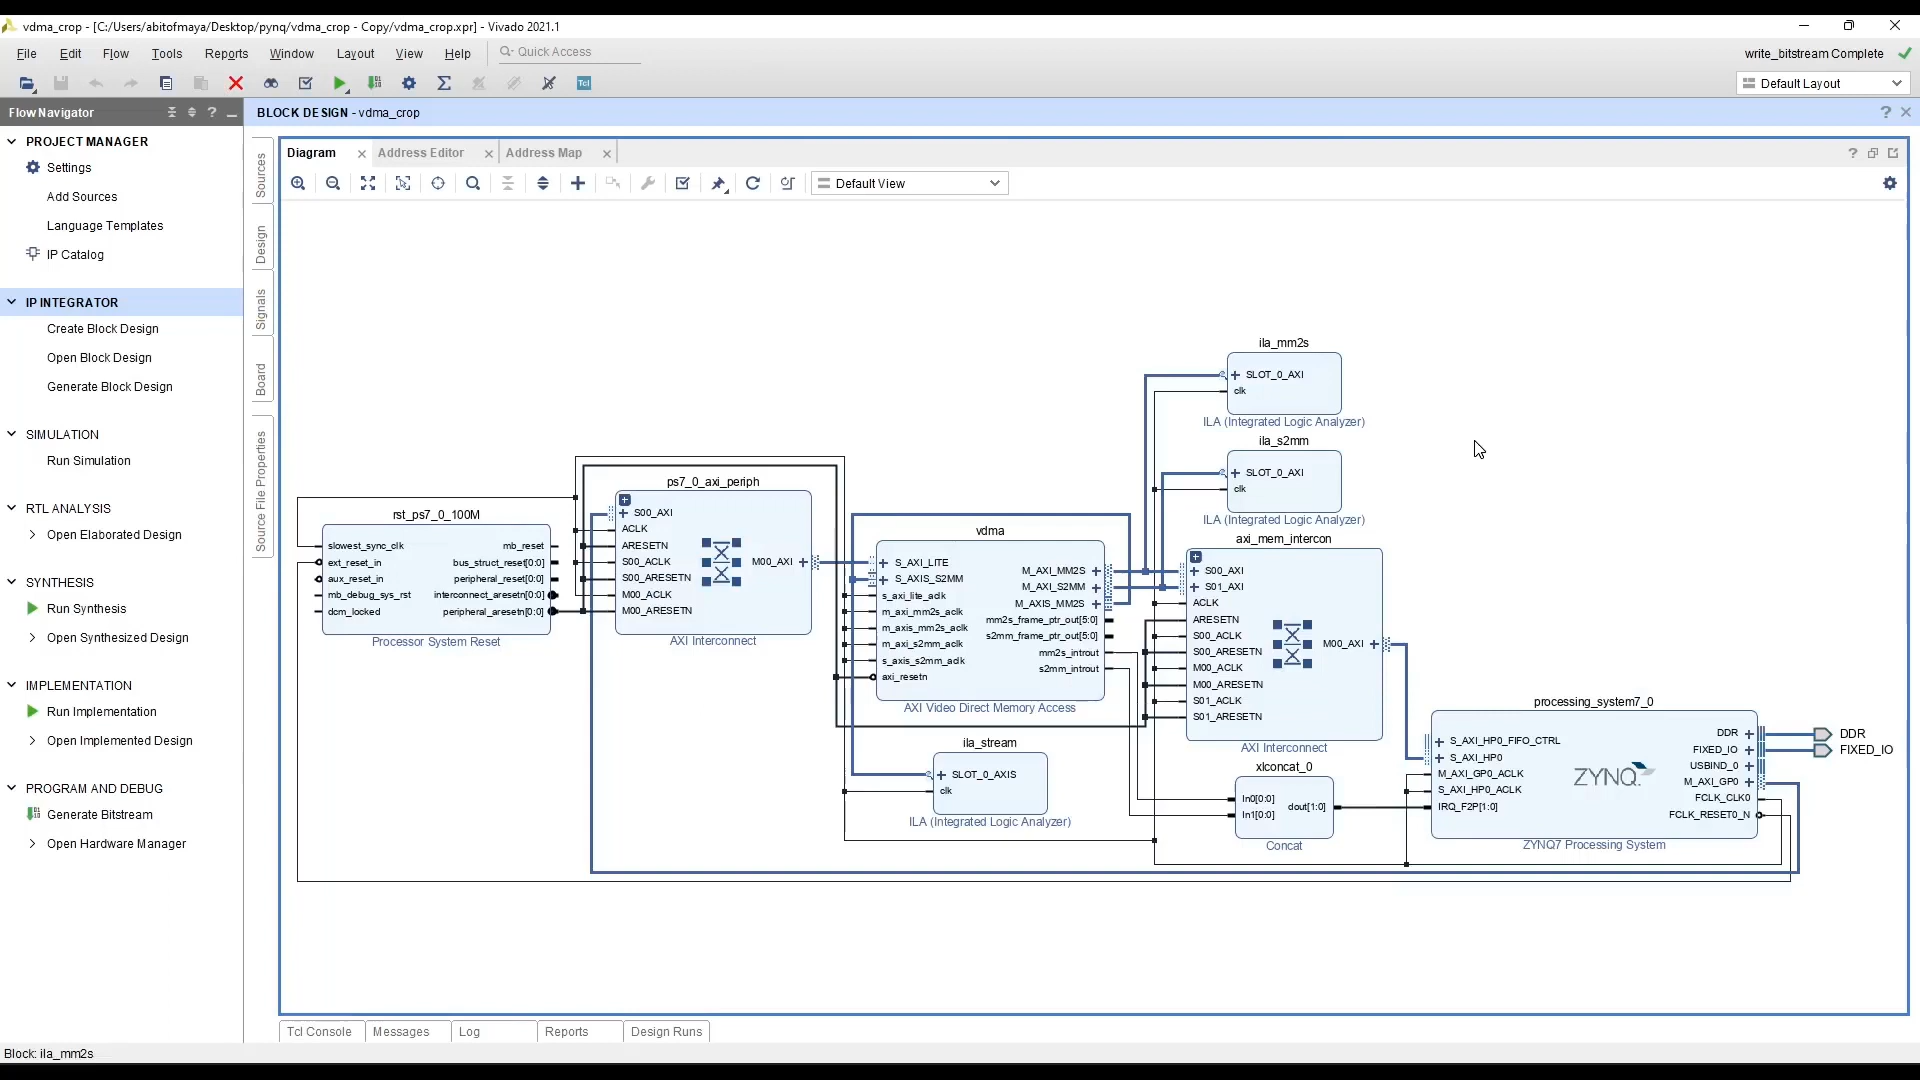 vdma_crop - [C:/Users/abitofmaya/Desktop/pynq/vdma_crop - Copy/vdma_crop.xpr] - Vivado 2021.1
File Edit Flow Tools Reports Window Layout View Help Quick Access
write_bitstream Complete
Default Layout
Flow Navigator
PROJECT MANAGER
Settings
Add Sources
Language Templates
IP Catalog
IP INTEGRATOR
Create Block Design
Open Block Design
Generate Block Design
SIMULATION
Run Simulation
RTL ANALYSIS
Open Elaborated Design
SYNTHESIS
Run Synthesis
Open Synthesized Design
IMPLEMENTATION
Run Implementation
Open Implemented Design
PROGRAM AND DEBUG
Generate Bitstream
Open Hardware Manager
BLOCK DESIGN - vdma_crop
Sources
Design
Signals
Board
Source File Properties
Diagram
Address Editor
Address Map
Default View
ila_mm2s
SLOT_0_AXI
clk
ILA (Integrated Logic Analyzer)
ila_s2mm
SLOT_0_AXI
clk
ILA (Integrated Logic Analyzer)
rst_ps7_0_100M
slowest_sync_clk
ext_reset_in
aux_reset_in
mb_debug_sys_rst
dcm_locked
mb_reset
bus_struct_reset[0:0]
peripheral_reset[0:0]
interconnect_aresetn[0:0]
peripheral_aresetn[0:0]
Processor System Reset
ps7_0_axi_periph
S00_AXI
ACLK
ARESETN
S00_ACLK
S00_ARESETN
M00_ACLK
M00_ARESETN
M00_AXI
AXI Interconnect
vdma
S_AXI_LITE
S_AXIS_S2MM
s_axi_lite_aclk
m_axi_mm2s_aclk
m_axis_mm2s_aclk
m_axi_s2mm_aclk
s_axis_s2mm_aclk
axi_resetn
M_AXI_MM2S
M_AXI_S2MM
M_AXIS_MM2S
mm2s_frame_ptr_out[5:0]
s2mm_frame_ptr_out[5:0]
mm2s_introut
s2mm_introut
AXI Video Direct Memory Access
ila_stream
SLOT_0_AXIS
clk
ILA (Integrated Logic Analyzer)
axi_mem_intercon
S00_AXI
S01_AXI
ACLK
ARESETN
S00_ACLK
S00_ARESETN
M00_ACLK
M00_ARESETN
S01_ACLK
S01_ARESETN
M00_AXI
AXI Interconnect
xlconcat_0
In0[0:0]
In1[0:0]
dout[1:0]
Concat
processing_system7_0
S_AXI_HP0_FIFO_CTRL
S_AXI_HP0
M_AXI_GP0_ACLK
S_AXI_HP0_ACLK
IRQ_F2P[1:0]
ZYNQ
DDR
FIXED_IO
USBIND_0
M_AXI_GP0
FCLK_CLK0
FCLK_RESET0_N
ZYNQ7 Processing System
DDR
FIXED_IO
Tcl Console
Messages
Log
Reports
Design Runs
Block: ila_mm2s